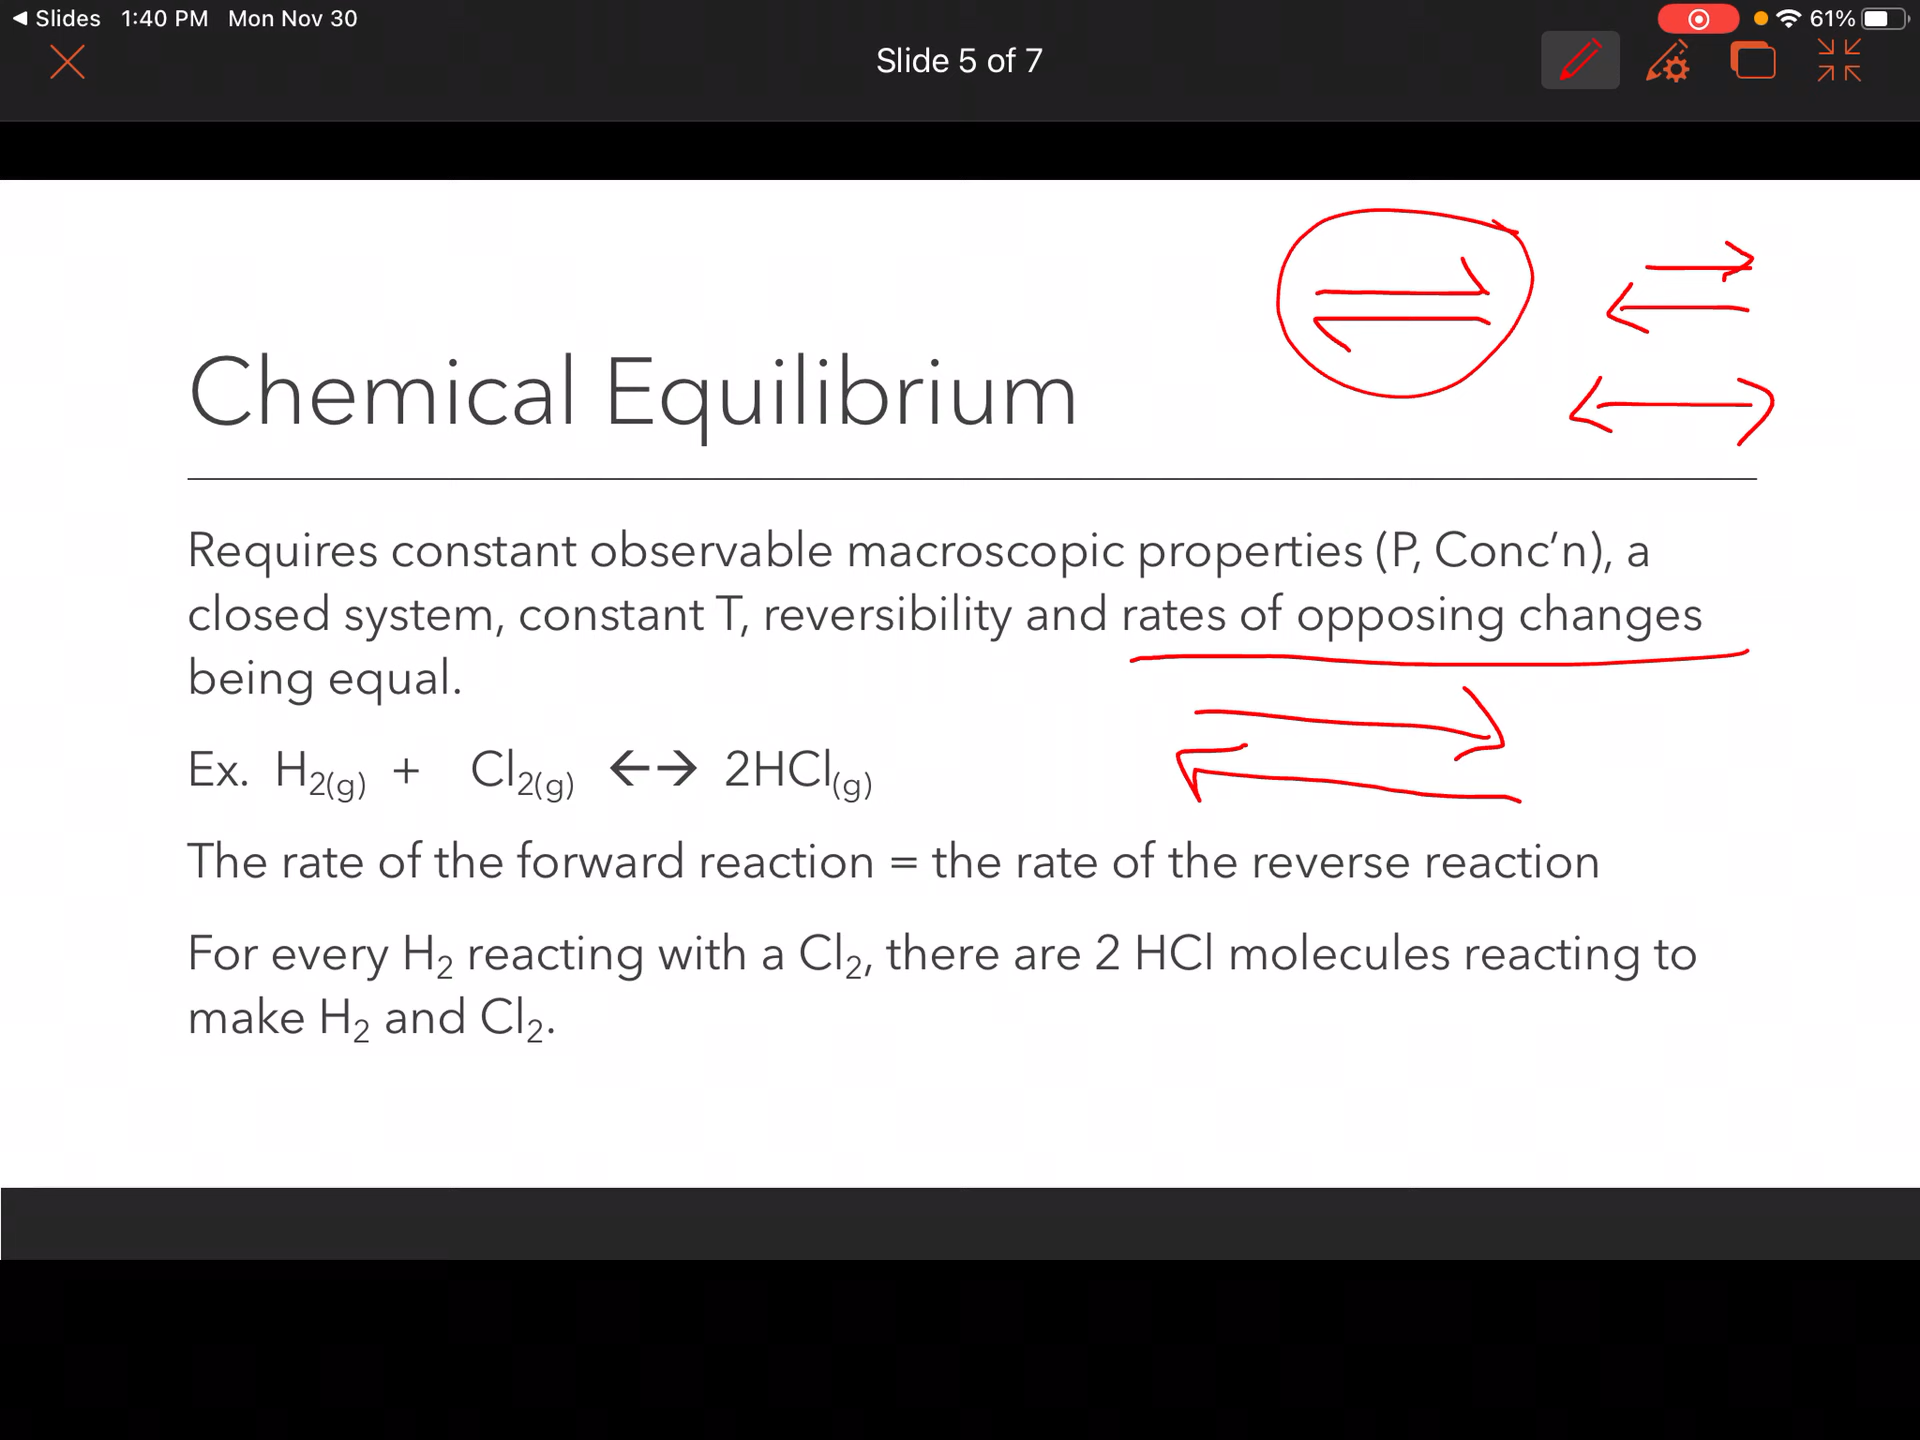 Slides 1:40 PM Mon Nov 30 61%
Slide 5 of 7
Chemical Equilibrium
Requires constant observable macroscopic properties (P, Conc’n), a
closed system, constant T, reversibility and rates of opposing changes
being equal.
Ex. H2(g) + Cl2(g) ←→ 2HCl(g)
The rate of the forward reaction = the rate of the reverse reaction
For every H2 reacting with a Cl2, there are 2 HCl molecules reacting to
make H2 and Cl2.